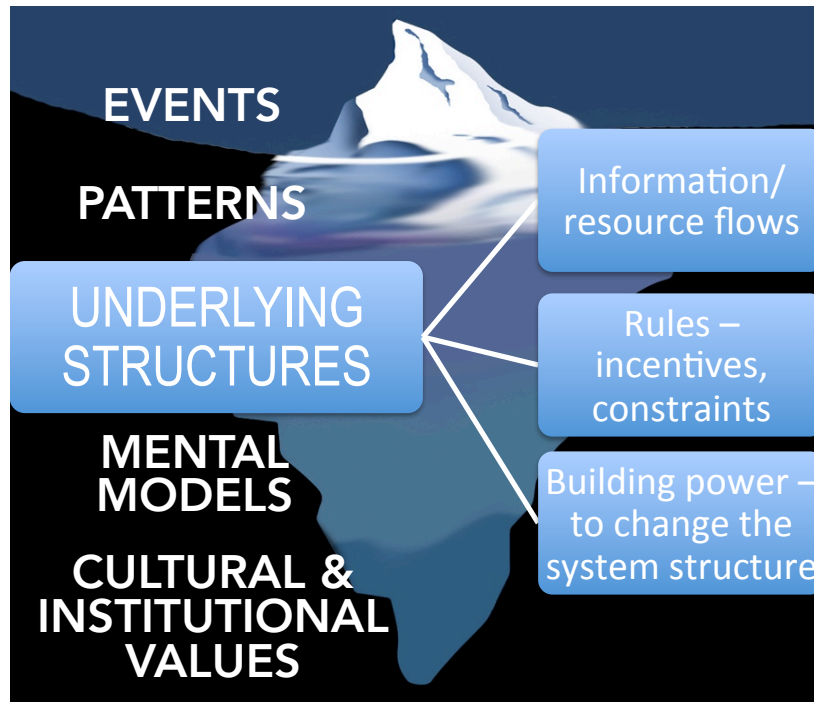 EVENTS
PATTERNS
UNDERLYING
STRUCTURES
MENTAL
MODELS
CULTURAL &
INSTITUTIONAL
VALUES
Information/
resource flows
Rules –
incentives,
constraints
Building power –
to change the
system structure